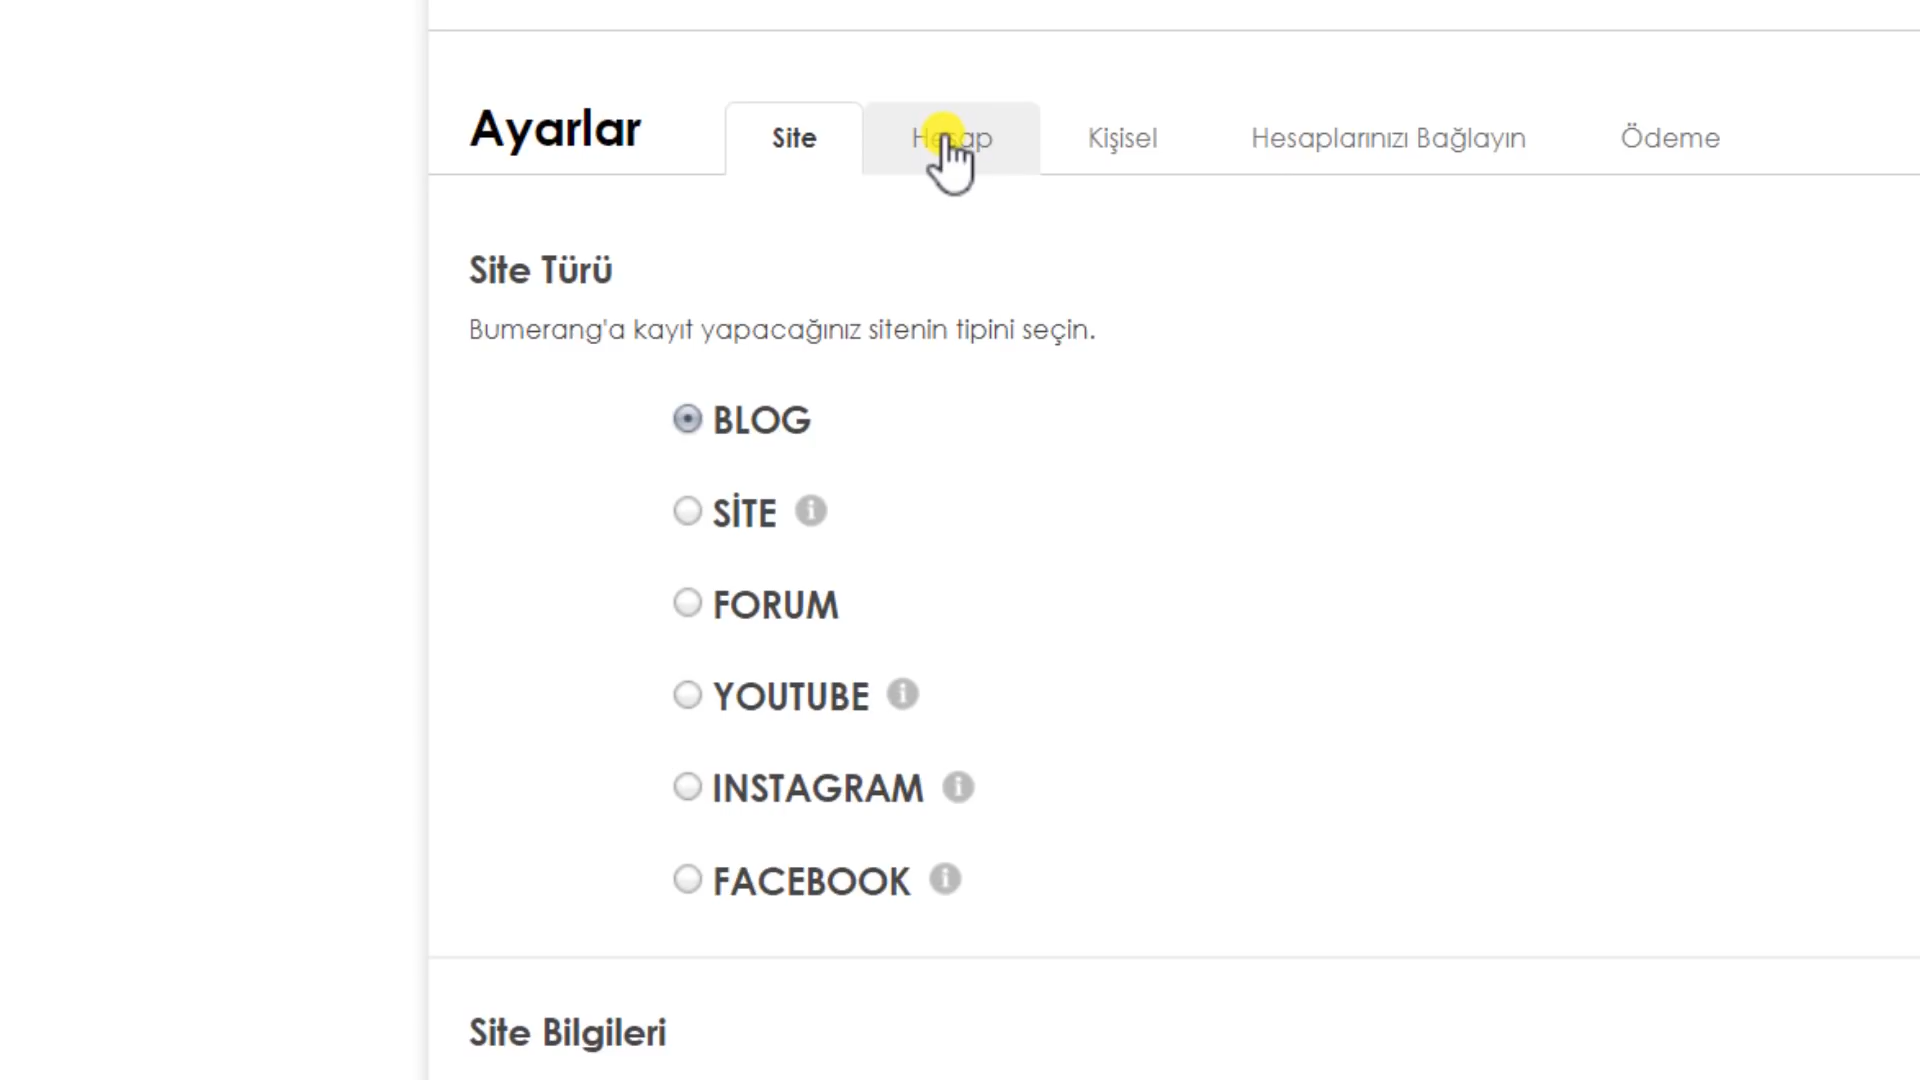 Ayarlar Site Hesap Kişisel Hesaplarınızı Bağlayın Ödeme
Site Türü
Bumerang'a kayıt yapacağınız sitenin tipini seçin.
BLOG
SİTE
FORUM
YOUTUBE
INSTAGRAM
FACEBOOK
Site Bilgileri